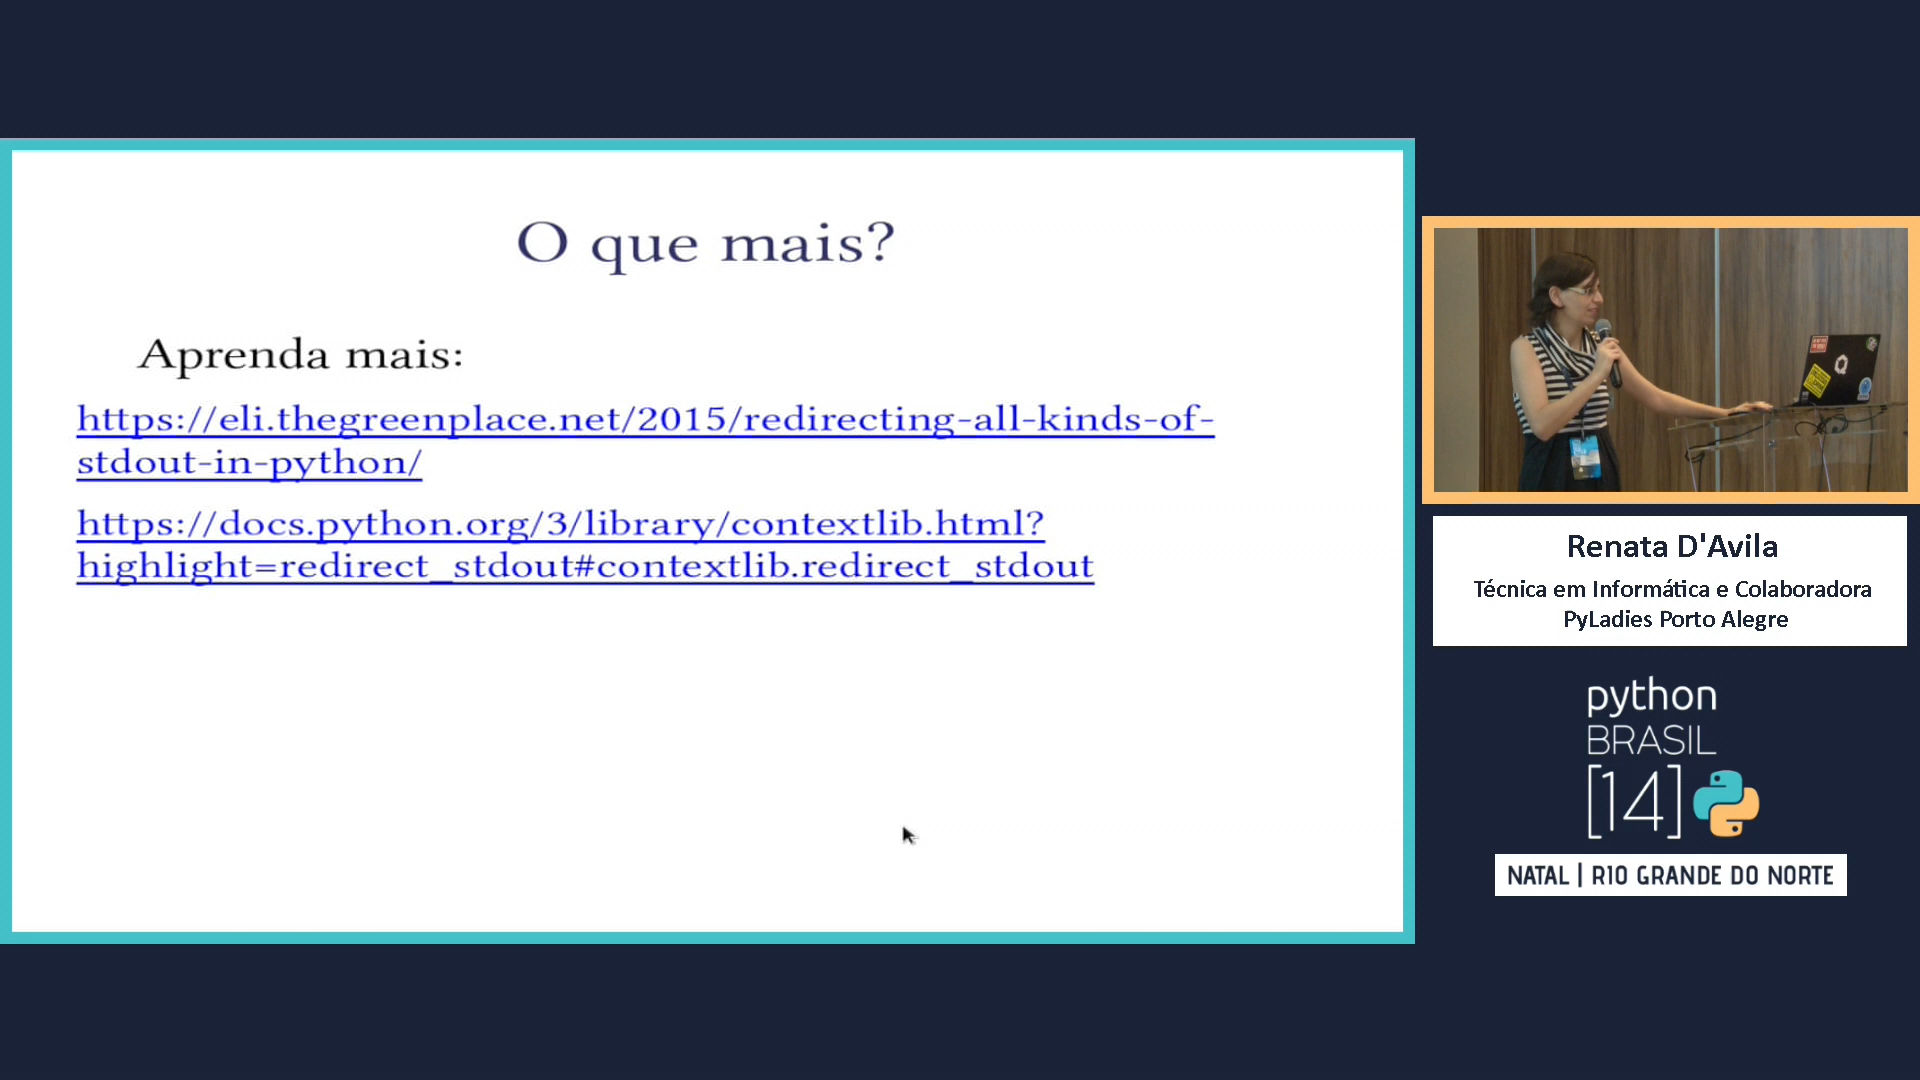 O que mais?
Aprenda mais:
https://eli.thegreenplace.net/2015/redirecting-all-kinds-of-
stdout-in-python/
https://docs.python.org/3/library/contextlib.html?
highlight=redirect_stdout#contextlib.redirect_stdout
Renata D'Avila
Técnica em Informática e Colaboradora
PyLadies Porto Alegre
python
BRASIL
[14]
NATAL | RIO GRANDE DO NORTE